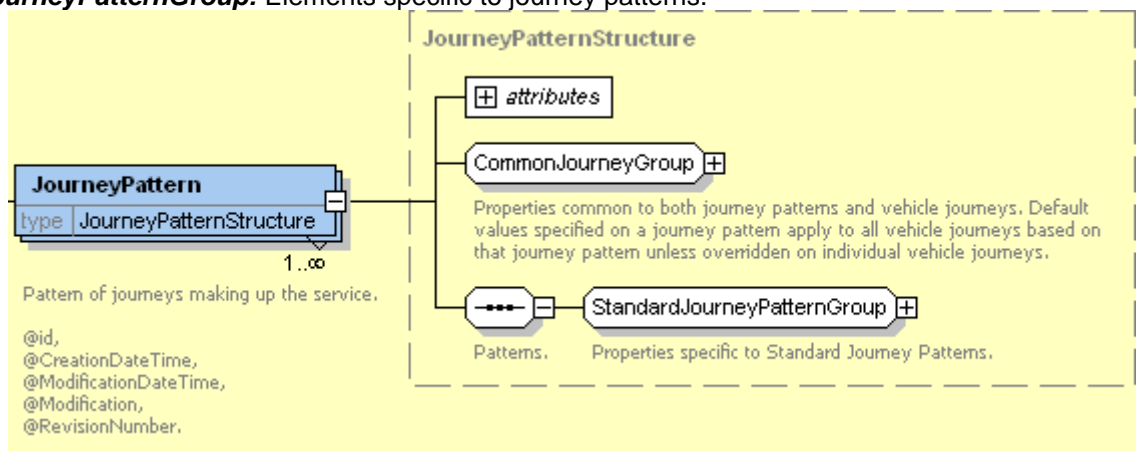 ourneyPatternGroup: Elements specific to journey patterns.
JourneyPatternStructure
attributes
CommonJourneyGroup
Properties common to both journey patterns and vehicle journeys. Default
values specified on a journey pattern apply to all vehicle journeys based on
that journey pattern unless overridden on individual vehicle journeys.
JourneyPattern
type JourneyPatternStructure
1..∞
Pattern of journeys making up the service.
@id,
@CreationDateTime,
@ModificationDateTime,
@Modification,
@RevisionNumber.
StandardJourneyPatternGroup
Patterns.
Properties specific to Standard Journey Patterns.